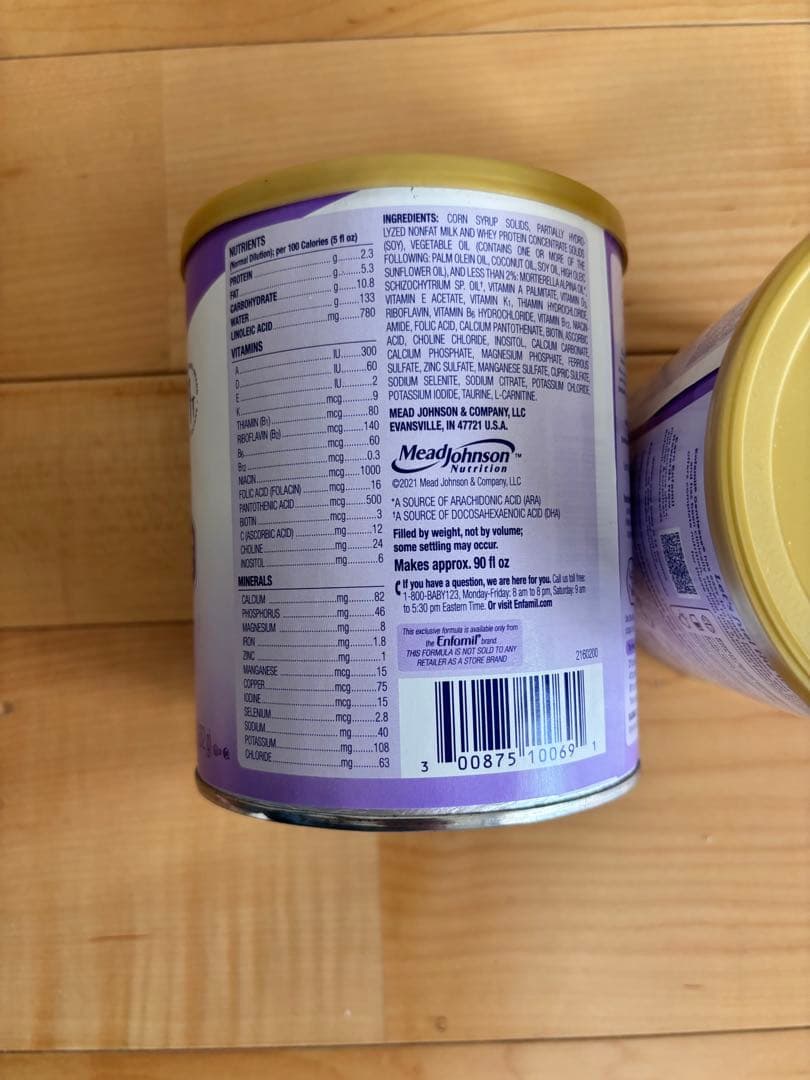 NUTRIENTS
(Normal Dilution): per 100 Calories (5 fl oz)
PROTEIN g 2.3
FAT g 5.3
CARBOHYDRATE g 10.8
WATER g 133
LINOLEIC ACID mg 780
VITAMINS
A IU 300
D IU 60
E IU 2
K mcg 9
THIAMIN (B1) mcg 80
RIBOFLAVIN (B2) mcg 140
B6 mcg 60
B12 mcg 0.3
NIACIN mcg 1000
FOLIC ACID (FOLACIN) mcg 16
PANTOTHENIC ACID mcg 500
BIOTIN mcg 3
C (ASCORBIC ACID) mg 12
CHOLINE mg 24
INOSITOL mg 6
MINERALS
CALCIUM mg 82
PHOSPHORUS mg 46
MAGNESIUM mg 8
IRON mg 1.8
ZINC mg 1
MANGANESE mcg 15
COPPER mcg 75
IODINE mcg 15
SELENIUM mcg 2.8
SODIUM mg 40
POTASSIUM mg 108
CHLORIDE mg 63
INGREDIENTS: CORN SYRUP SOLIDS, PARTIALLY HYDRO-
LYZED NONFAT MILK AND WHEY PROTEIN CONCENTRATE SOLIDS
(SOY), VEGETABLE OIL (CONTAINS ONE OR MORE OF THE
FOLLOWING: PALM OLEIN OIL, COCONUT OIL, SOY OIL, HIGH OLEIC
SUNFLOWER OIL), AND LESS THAN 2%: MORTIERELLA ALPINA OIL*,
SCHIZOCHYTRIUM SP. OIL†, VITAMIN A PALMITATE, VITAMIN D3,
VITAMIN E ACETATE, VITAMIN K1, THIAMIN HYDROCHLORIDE,
RIBOFLAVIN, VITAMIN B6 HYDROCHLORIDE, VITAMIN B12, NIACIN-
AMIDE, FOLIC ACID, CALCIUM PANTOTHENATE, BIOTIN, ASCORBIC
ACID, CHOLINE CHLORIDE, INOSITOL, CALCIUM CARBONATE,
CALCIUM PHOSPHATE, MAGNESIUM PHOSPHATE, FERROUS
SULFATE, ZINC SULFATE, MANGANESE SULFATE, CUPRIC SULFATE,
SODIUM SELENITE, SODIUM CITRATE, POTASSIUM CHLORIDE,
POTASSIUM IODIDE, TAURINE, L-CARNITINE.
MEAD JOHNSON & COMPANY, LLC
EVANSVILLE, IN 47721 U.S.A.
MeadJohnson™
Nutrition
©2021 Mead Johnson & Company, LLC
*A SOURCE OF ARACHIDONIC ACID (ARA)
†A SOURCE OF DOCOSAHEXAENOIC ACID (DHA)
Filled by weight, not by volume;
some settling may occur.
Makes approx. 90 fl oz
If you have a question, we are here for you. Call us toll free:
1-800-BABY123, Monday-Friday: 8 am to 8 pm, Saturday: 9 am
to 5:30 pm Eastern Time. Or visit Enfamil.com
This exclusive formula is available only from
the Enfamil® brand
THIS FORMULA IS NOT SOLD TO ANY
RETAILER AS A STORE BRAND
2160200
3 00875 10069 1